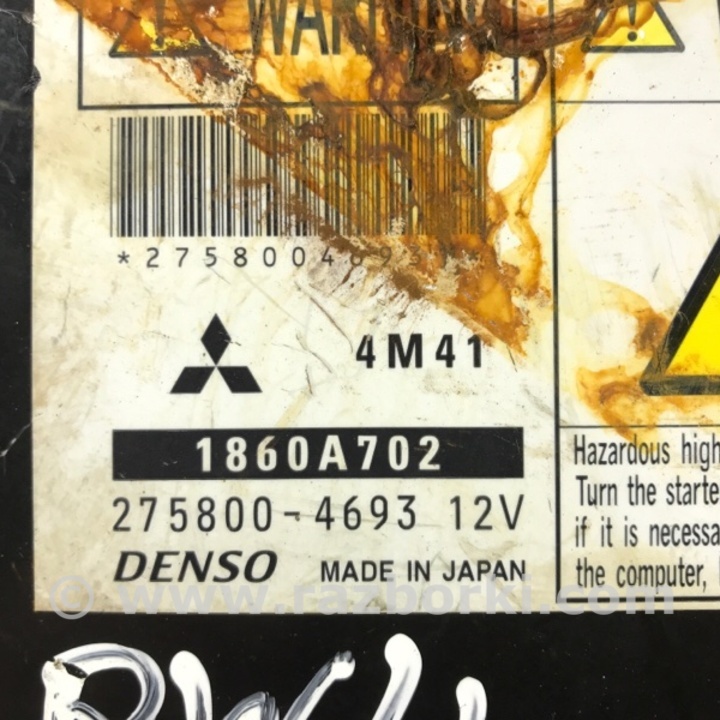 WARNING
*2758004693
4M41
1860A702
275800-4693 12V
DENSO MADE IN JAPAN
Hazardous high
Turn the starte
if it is necessa
the computer,
© www.razborki.com